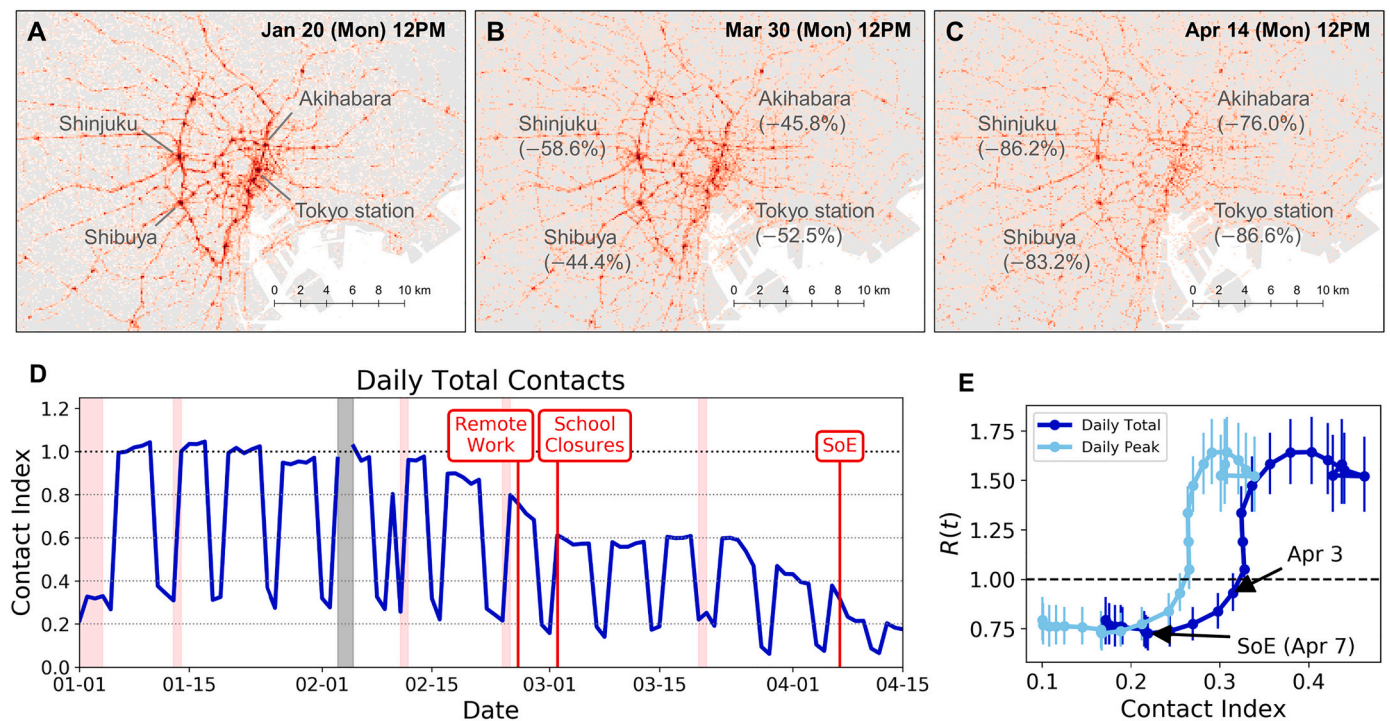 A
Jan 20 (Mon) 12PM
Akihabara
Shinjuku
Tokyo station
Shibuya
0 2 4 6 8 10 km
B
Mar 30 (Mon) 12PM
Akihabara
(−45.8%)
Shinjuku
(−58.6%)
Tokyo station
(−52.5%)
Shibuya
(−44.4%)
0 2 4 6 8 10 km
C
Apr 14 (Mon) 12PM
Akihabara
(−76.0%)
Shinjuku
(−86.2%)
Tokyo station
(−86.6%)
Shibuya
(−83.2%)
0 2 4 6 8 10 km
D
Daily Total Contacts
Contact Index
1.2
1.0
0.8
0.6
0.4
0.2
0.0
Remote
Work
School
Closures
SoE
01-01 01-15 02-01 02-15 03-01 03-15 04-01 04-15
Date
E
R(t)
1.75
1.50
1.25
1.00
0.75
Daily Total
Daily Peak
Apr 3
SoE (Apr 7)
0.1 0.2 0.3 0.4
Contact Index